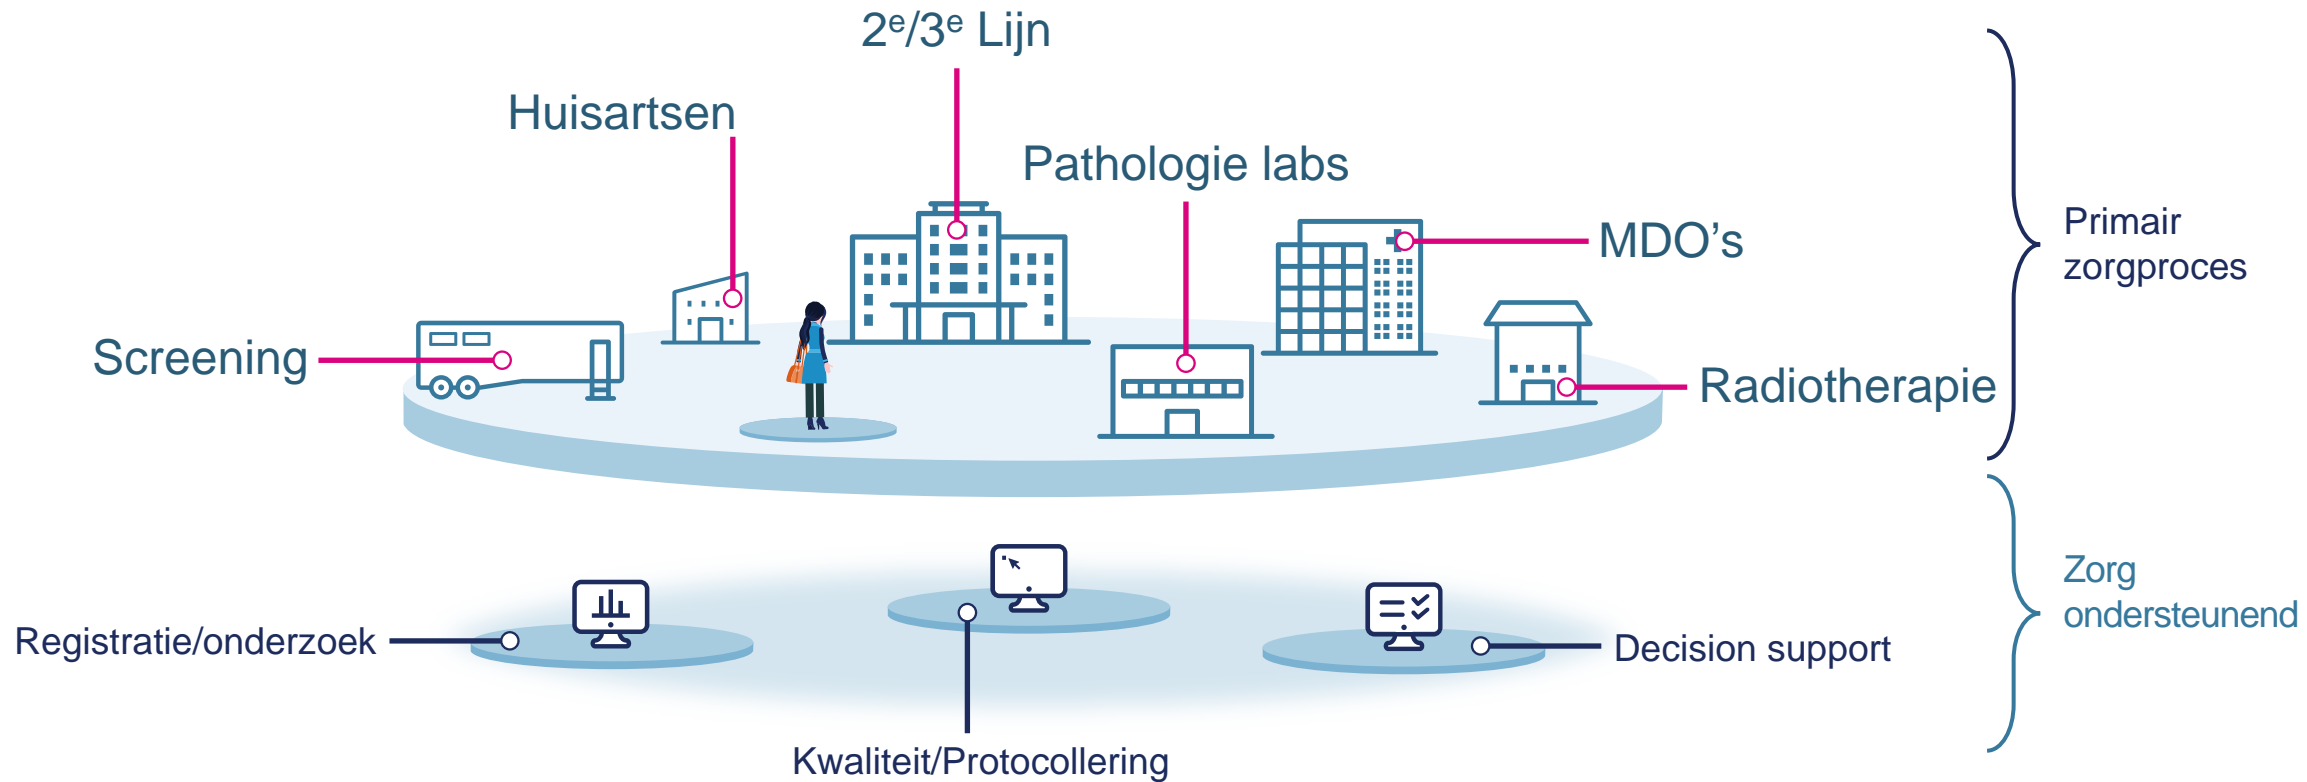 2e/3e Lijn
Huisartsen
Pathologie labs
MDO's
Screening
Radiotherapie
Primair
zorgproces
Registratie/onderzoek
Kwaliteit/Protocollering
Decision support
Zorg
ondersteunend